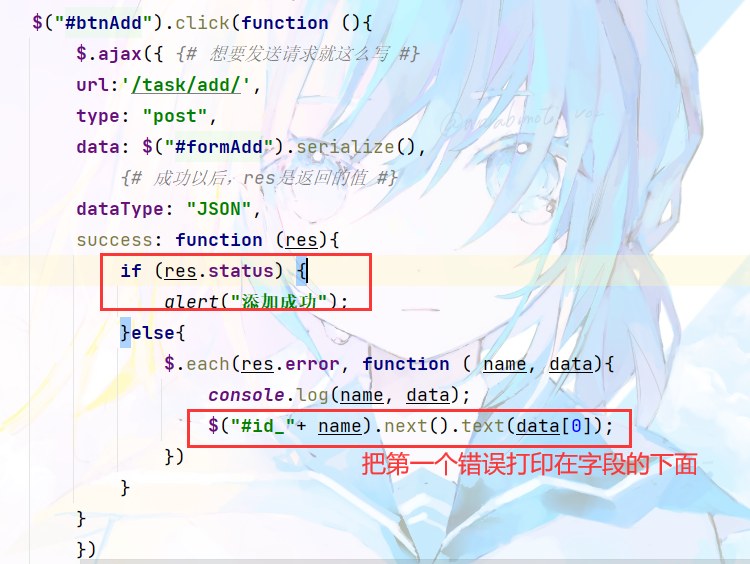 $("#btnAdd").click(function (){
$.ajax({ {# 想要发送请求就这么写 #}
url:'/task/add/',
type: "post",
data: $("#formAdd").serialize(),
{# 成功以后，res是返回的值 #}
dataType: "JSON",
success: function (res){
if (res.status) {
alert("添加成功");
}else{
$.each(res.error, function ( name, data){
console.log(name, data);
$("#id_"+ name).next().text(data[0]);
})
把第一个错误打印在字段的下面
}
}
})